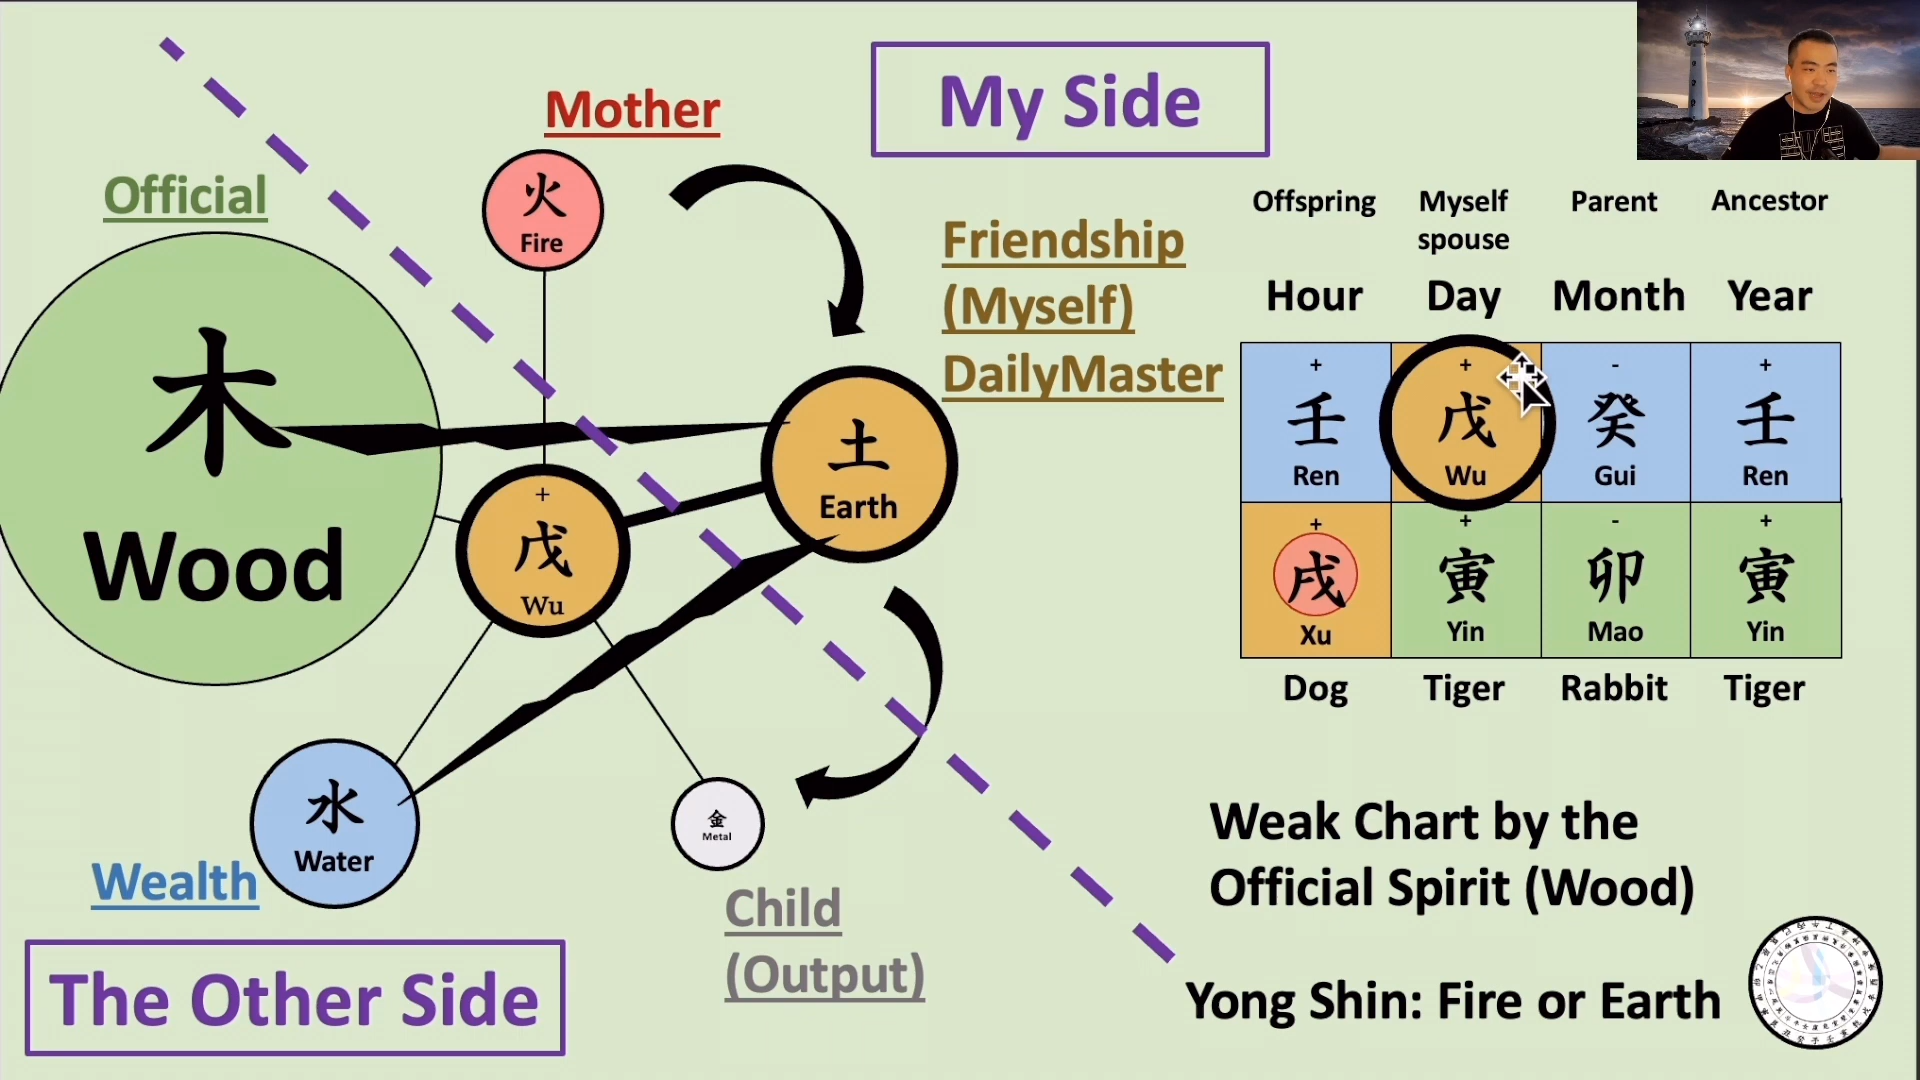 My Side
Mother
Official
火
Fire
木
Wood
Friendship
(Myself)
DailyMaster
土
Earth
+
戊
Wu
水
Water
Wealth
金
Metal
Child
(Output)
The Other Side
Offspring Myself spouse Parent Ancestor
Hour Day Month Year
+ + - +
壬 戊 癸 壬
Ren Wu Gui Ren
+ + - +
戌 寅 卯 寅
Xu Yin Mao Yin
Dog Tiger Rabbit Tiger
Weak Chart by the
Official Spirit (Wood)
Yong Shin: Fire or Earth